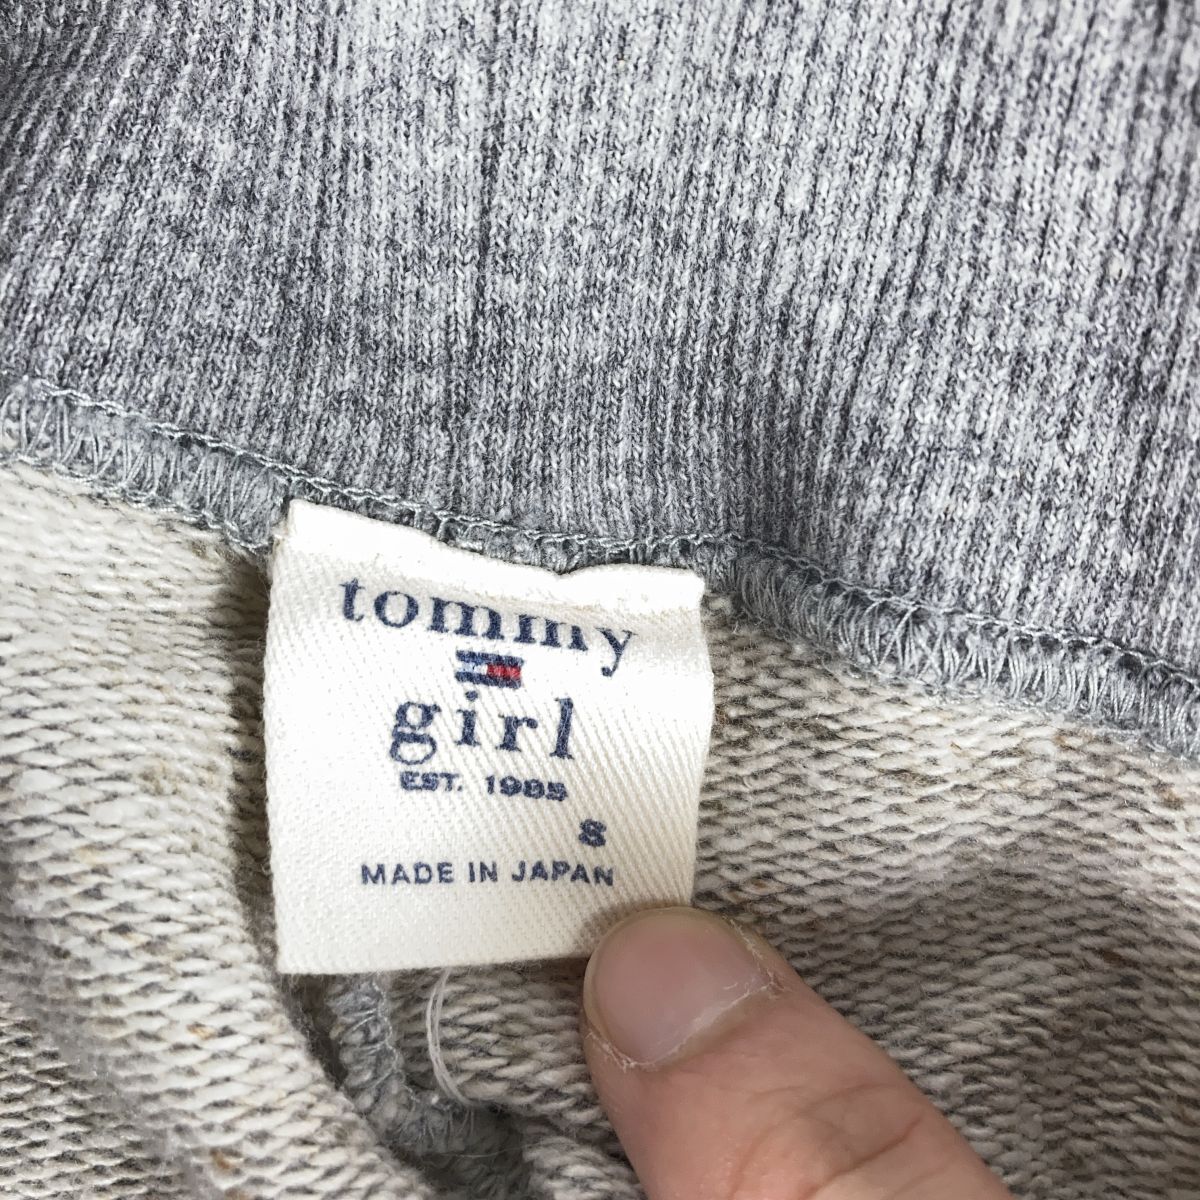 tommy
girl
EST. 1985
S
MADE IN JAPAN